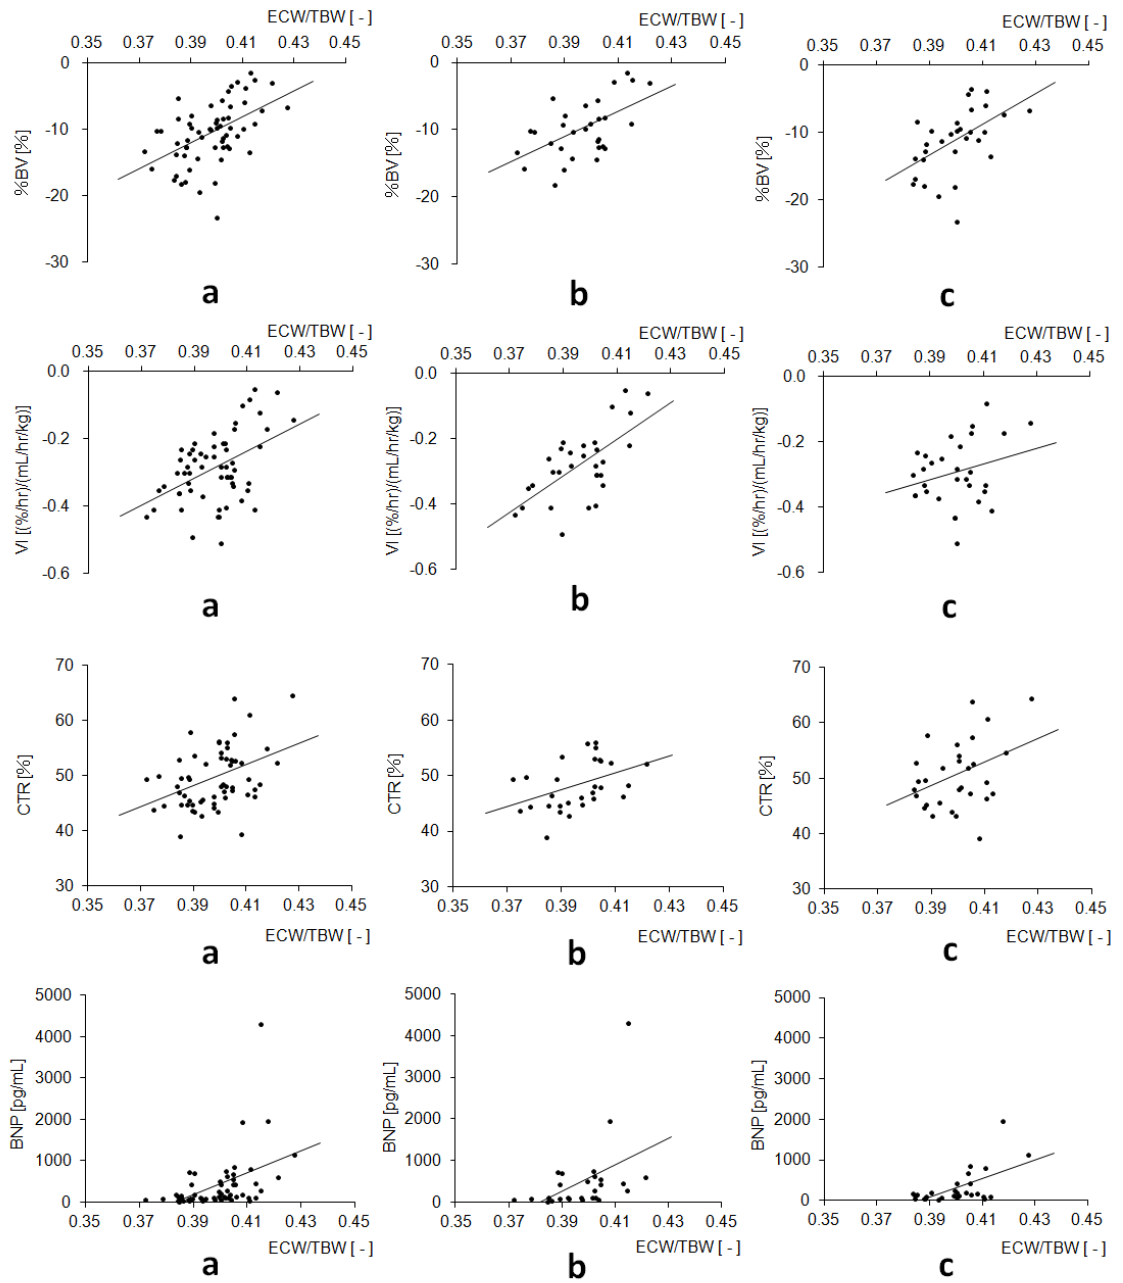 ECW/TBW [ - ] ECW/TBW [ - ] ECW/TBW [ - ]
0.35 0.37 0.39 0.41 0.43 0.45 0.35 0.37 0.39 0.41 0.43 0.45 0.35 0.37 0.39 0.41 0.43 0.45
0 0 0
-10 -10 -10
-20 -20 -20
-30 -30 -30
%BV [%] %BV [%] %BV [%]
a b c
ECW/TBW [ - ] ECW/TBW [ - ] ECW/TBW [ - ]
0.35 0.37 0.39 0.41 0.43 0.45 0.35 0.37 0.39 0.41 0.43 0.45 0.35 0.37 0.39 0.41 0.43 0.45
0.0 0.0 0.0
-0.2 -0.2 -0.2
-0.4 -0.4 -0.4
-0.6 -0.6 -0.6
VI [(%/hr)/(mL/hr/kg)] VI [(%/hr)/(mL/hr/kg)] VI [(%/hr)/(mL/hr/kg)]
a b c
70 70 70
60 60 60
50 50 50
40 40 40
30 30 30
CTR [%] CTR [%] CTR [%]
0.35 0.37 0.39 0.41 0.43 0.45 0.35 0.37 0.39 0.41 0.43 0.45 0.35 0.37 0.39 0.41 0.43 0.45
ECW/TBW [ - ] ECW/TBW [ - ] ECW/TBW [ - ]
a b c
5000 5000 5000
4000 4000 4000
3000 3000 3000
2000 2000 2000
1000 1000 1000
0 0 0
BNP [pg/mL] BNP [pg/mL] BNP [pg/mL]
0.35 0.37 0.39 0.41 0.43 0.45 0.35 0.37 0.39 0.41 0.43 0.45 0.35 0.37 0.39 0.41 0.43 0.45
ECW/TBW [ - ] ECW/TBW [ - ] ECW/TBW [ - ]
a b c